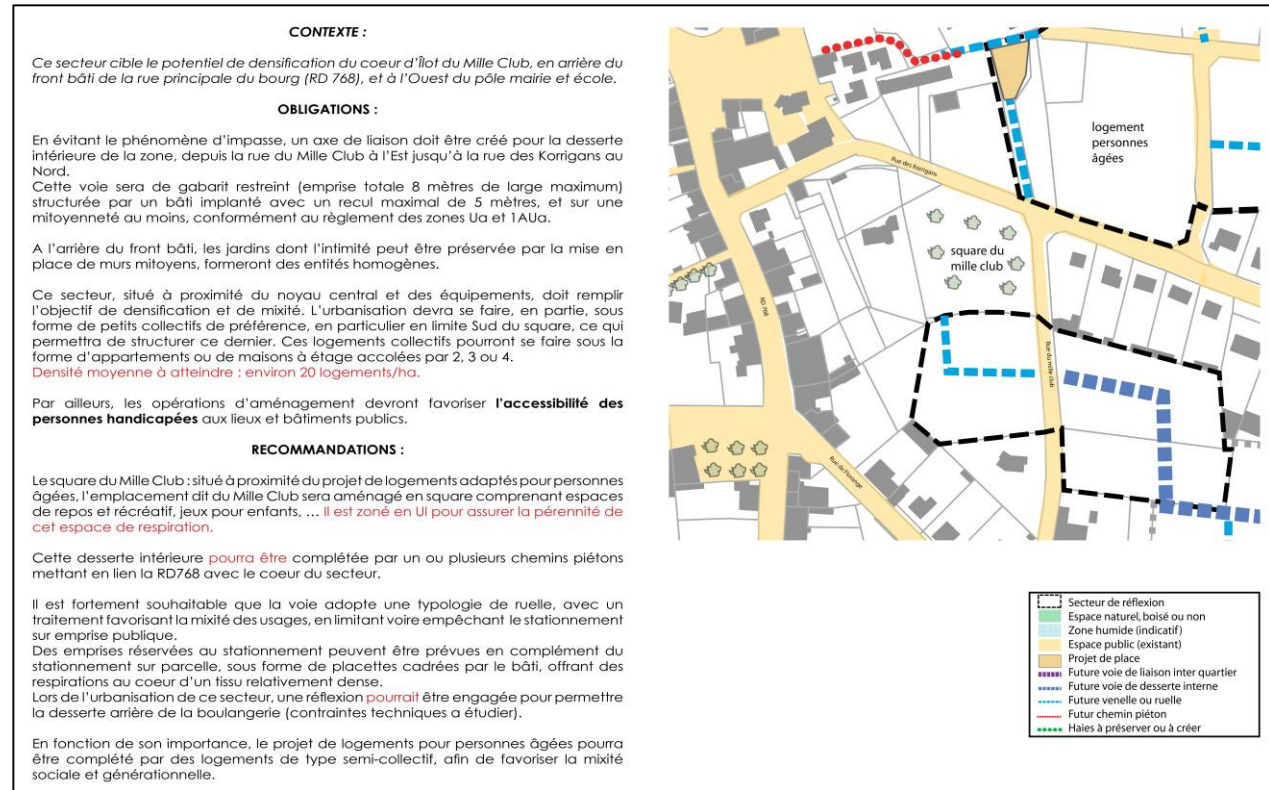 CONTEXTE :
Ce secteur cible le potentiel de densification du coeur d'Îlot du Mille Club, en arrière du
front bâti de la rue principale du bourg (RD 768), et à l'Ouest du pôle mairie et école.
OBLIGATIONS :
En évitant le phénomène d'impasse, un axe de liaison doit être créé pour la desserte
intérieure de la zone, depuis la rue du Mille Club à l'Est jusqu'à la rue des Korrigans au
Nord.
Cette voie sera de gabarit restreint (emprise totale 8 mètres de large maximum)
structurée par un bâti implanté avec un recul maximal de 5 mètres, et sur une
mitoyenneté au moins, conformément au règlement des zones Ua et 1AUa.
A l'arrière du front bâti, les jardins dont l'intimité peut être préservée par la mise en
place de murs mitoyens, formeront des entités homogènes.
Ce secteur, situé à proximité du noyau central et des équipements, doit remplir
l'objectif de densification et de mixité. L'urbanisation devra se faire, en partie, sous
forme de petits collectifs de préférence, en particulier en limite Sud du square, ce qui
permettra de structurer ce dernier. Ces logements collectifs pourront se faire sous la
forme d'appartements ou de maisons à étage accolées par 2, 3 ou 4.
Densité moyenne à atteindre : environ 20 logements/ha.
Par ailleurs, les opérations d'aménagement devront favoriser l'accessibilité des
personnes handicapées aux lieux et bâtiments publics.
RECOMMANDATIONS :
Le square du Mille Club : situé à proximité du projet de logements adaptés pour personnes
âgées, l'emplacement dit du Mille Club sera aménagé en square comprenant espaces
de repos et récréatif, jeux pour enfants, ... Il est zoné en Ul pour assurer la pérennité de
cet espace de respiration.
Cette desserte intérieure pourra être complétée par un ou plusieurs chemins piétons
mettant en lien la RD768 avec le coeur du secteur.
Il est fortement souhaitable que la voie adopte une typologie de ruelle, avec un
traitement favorisant la mixité des usages, en limitant voire empêchant le stationnement
sur emprise publique.
Des emprises réservées au stationnement peuvent être prévues en complément du
stationnement sur parcelle, sous forme de placettes cadrées par le bâti, offrant des
respirations au coeur d'un tissu relativement dense.
Lors de l'urbanisation de ce secteur, une réflexion pourrait être engagée pour permettre
la desserte arrière de la boulangerie (contraintes techniques a étudier).
En fonction de son importance, le projet de logements pour personnes âgées pourra
être complété par des logements de type semi-collectif, afin de favoriser la mixité
sociale et générationnelle.
logement
personnes
âgées
Rue des Korrigans
square du
mille club
RD 768
Rue du mille club
Rue de Florange
Secteur de réflexion
Espace naturel, boisé ou non
Zone humide (indicatif)
Espace public (existant)
Projet de place
Future voie de liaison inter quartier
Future voie de desserte interne
Future venelle ou ruelle
Futur chemin piéton
Haies à préserver ou à créer